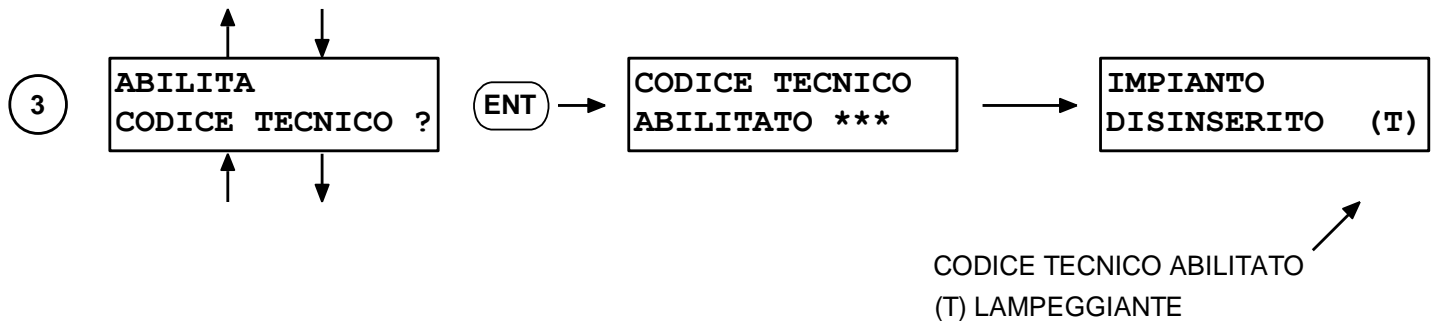 3
ABILITA
CODICE TECNICO ?
ENT
CODICE TECNICO
ABILITATO ***
IMPIANTO
DISINSERITO (T)
CODICE TECNICO ABILITATO
(T) LAMPEGGIANTE